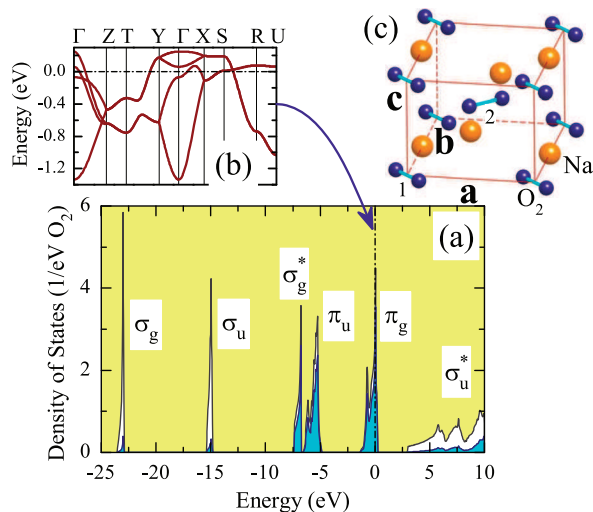 Γ Z T Y Γ X S R U
Energy (eV)
0.0
-0.4
-0.8
-1.2
(b)
(c)
c
b
a
1
2
Na
O₂
Density of States (1/eV O₂)
6
4
2
0
(a)
σg
σu
σg*
πu
πg
σu*
-25 -20 -15 -10 -5 0 5 10
Energy (eV)